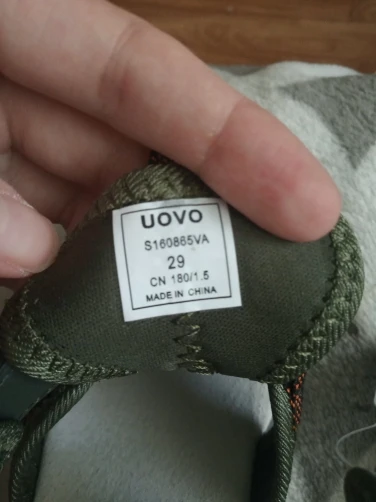 UOVO
S160865VA
29
CN 180/1.5
MADE IN CHINA